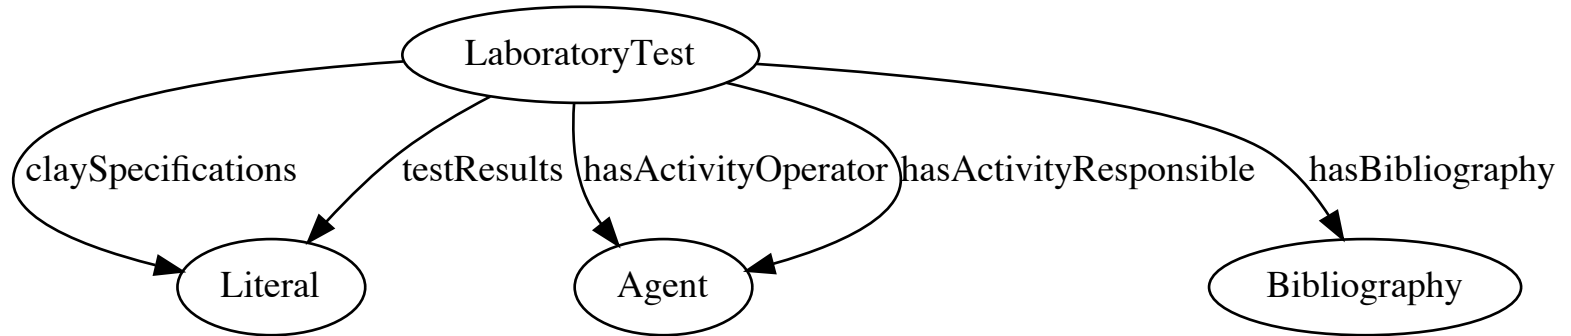 LaboratoryTest
claySpecifications testResults hasActivityOperator hasActivityResponsible hasBibliography
Literal Agent Bibliography